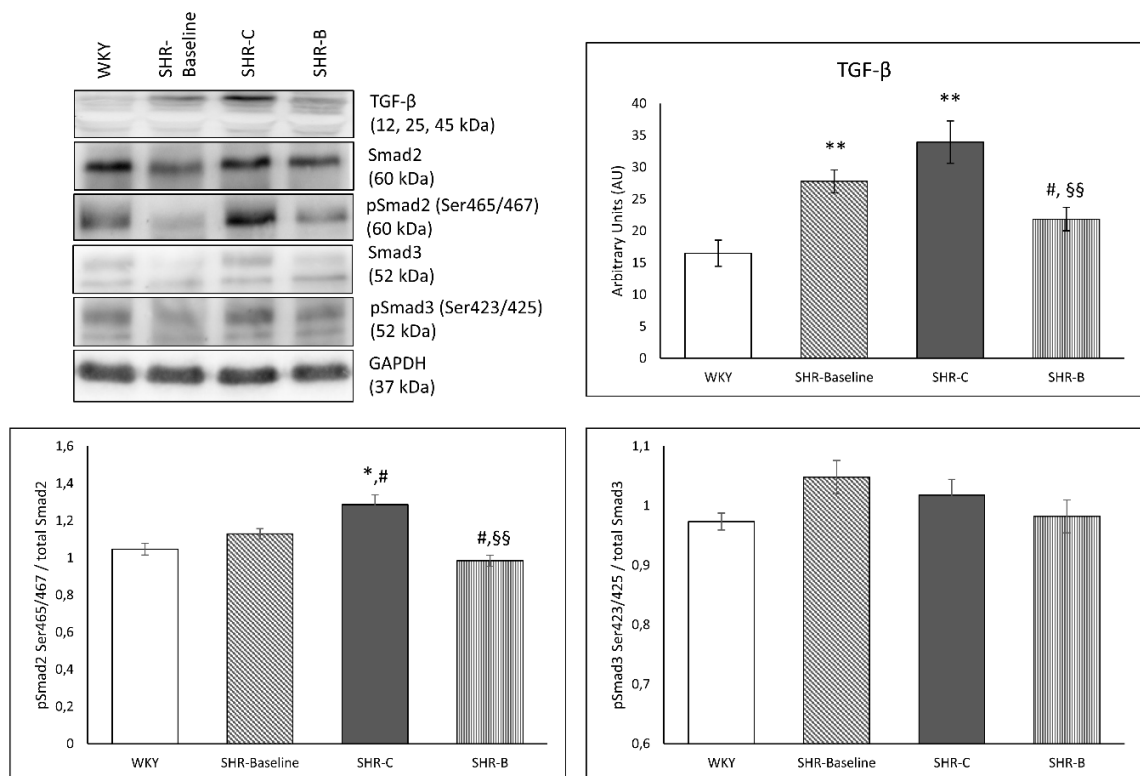 WKY
SHR-
Baseline
SHR-C
SHR-B
TGF-β
(12, 25, 45 kDa)
Smad2
(60 kDa)
pSmad2 (Ser465/467)
(60 kDa)
Smad3
(52 kDa)
pSmad3 (Ser423/425)
(52 kDa)
GAPDH
(37 kDa)
TGF-β
Arbitrary Units (AU)
40
35
30
25
20
15
10
5
0
**
**
#, §§
WKY
SHR-Baseline
SHR-C
SHR-B
pSmad2 Ser465/467 / total Smad2
1,6
1,4
1,2
1
0,8
0,6
0,4
0,2
0
*,#
#,§§
WKY
SHR-Baseline
SHR-C
SHR-B
pSmad3 Ser423/425 / total Smad3
1,1
1
0,9
0,8
0,7
0,6
WKY
SHR-Baseline
SHR-C
SHR-B